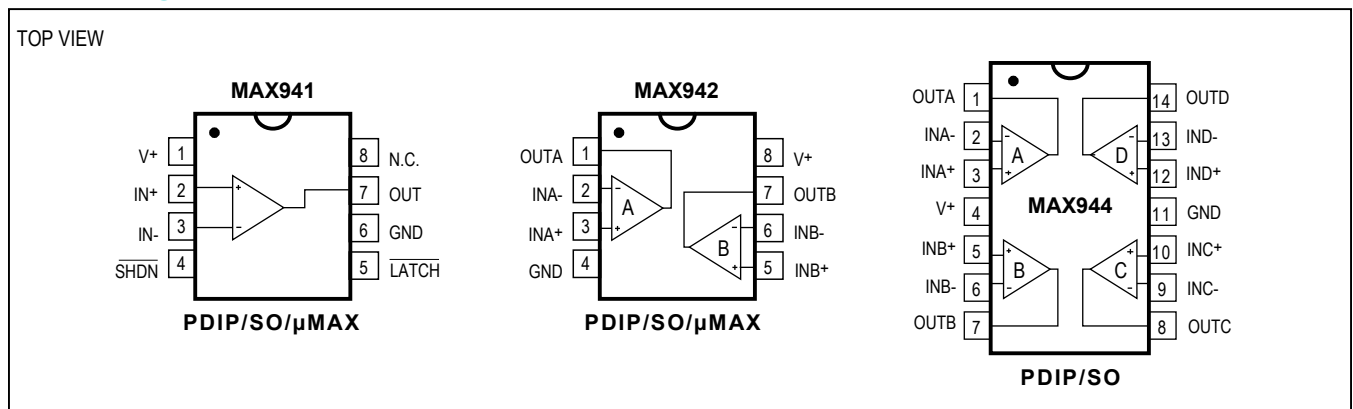 TOP VIEW
MAX941
V+ 1
IN+ 2
IN- 3
SHDN 4
8 N.C.
7 OUT
6 GND
5 LATCH
+
-
PDIP/SO/µMAX
MAX942
OUTA 1
INA- 2
INA+ 3
GND 4
8 V+
7 OUTB
6 INB-
5 INB+
- A +
- B +
PDIP/SO/µMAX
MAX944
OUTA 1
INA- 2
INA+ 3
V+ 4
INB+ 5
INB- 6
OUTB 7
14 OUTD
13 IND-
12 IND+
11 GND
10 INC+
9 INC-
8 OUTC
- A +
- D +
+ B -
+ C -
PDIP/SO